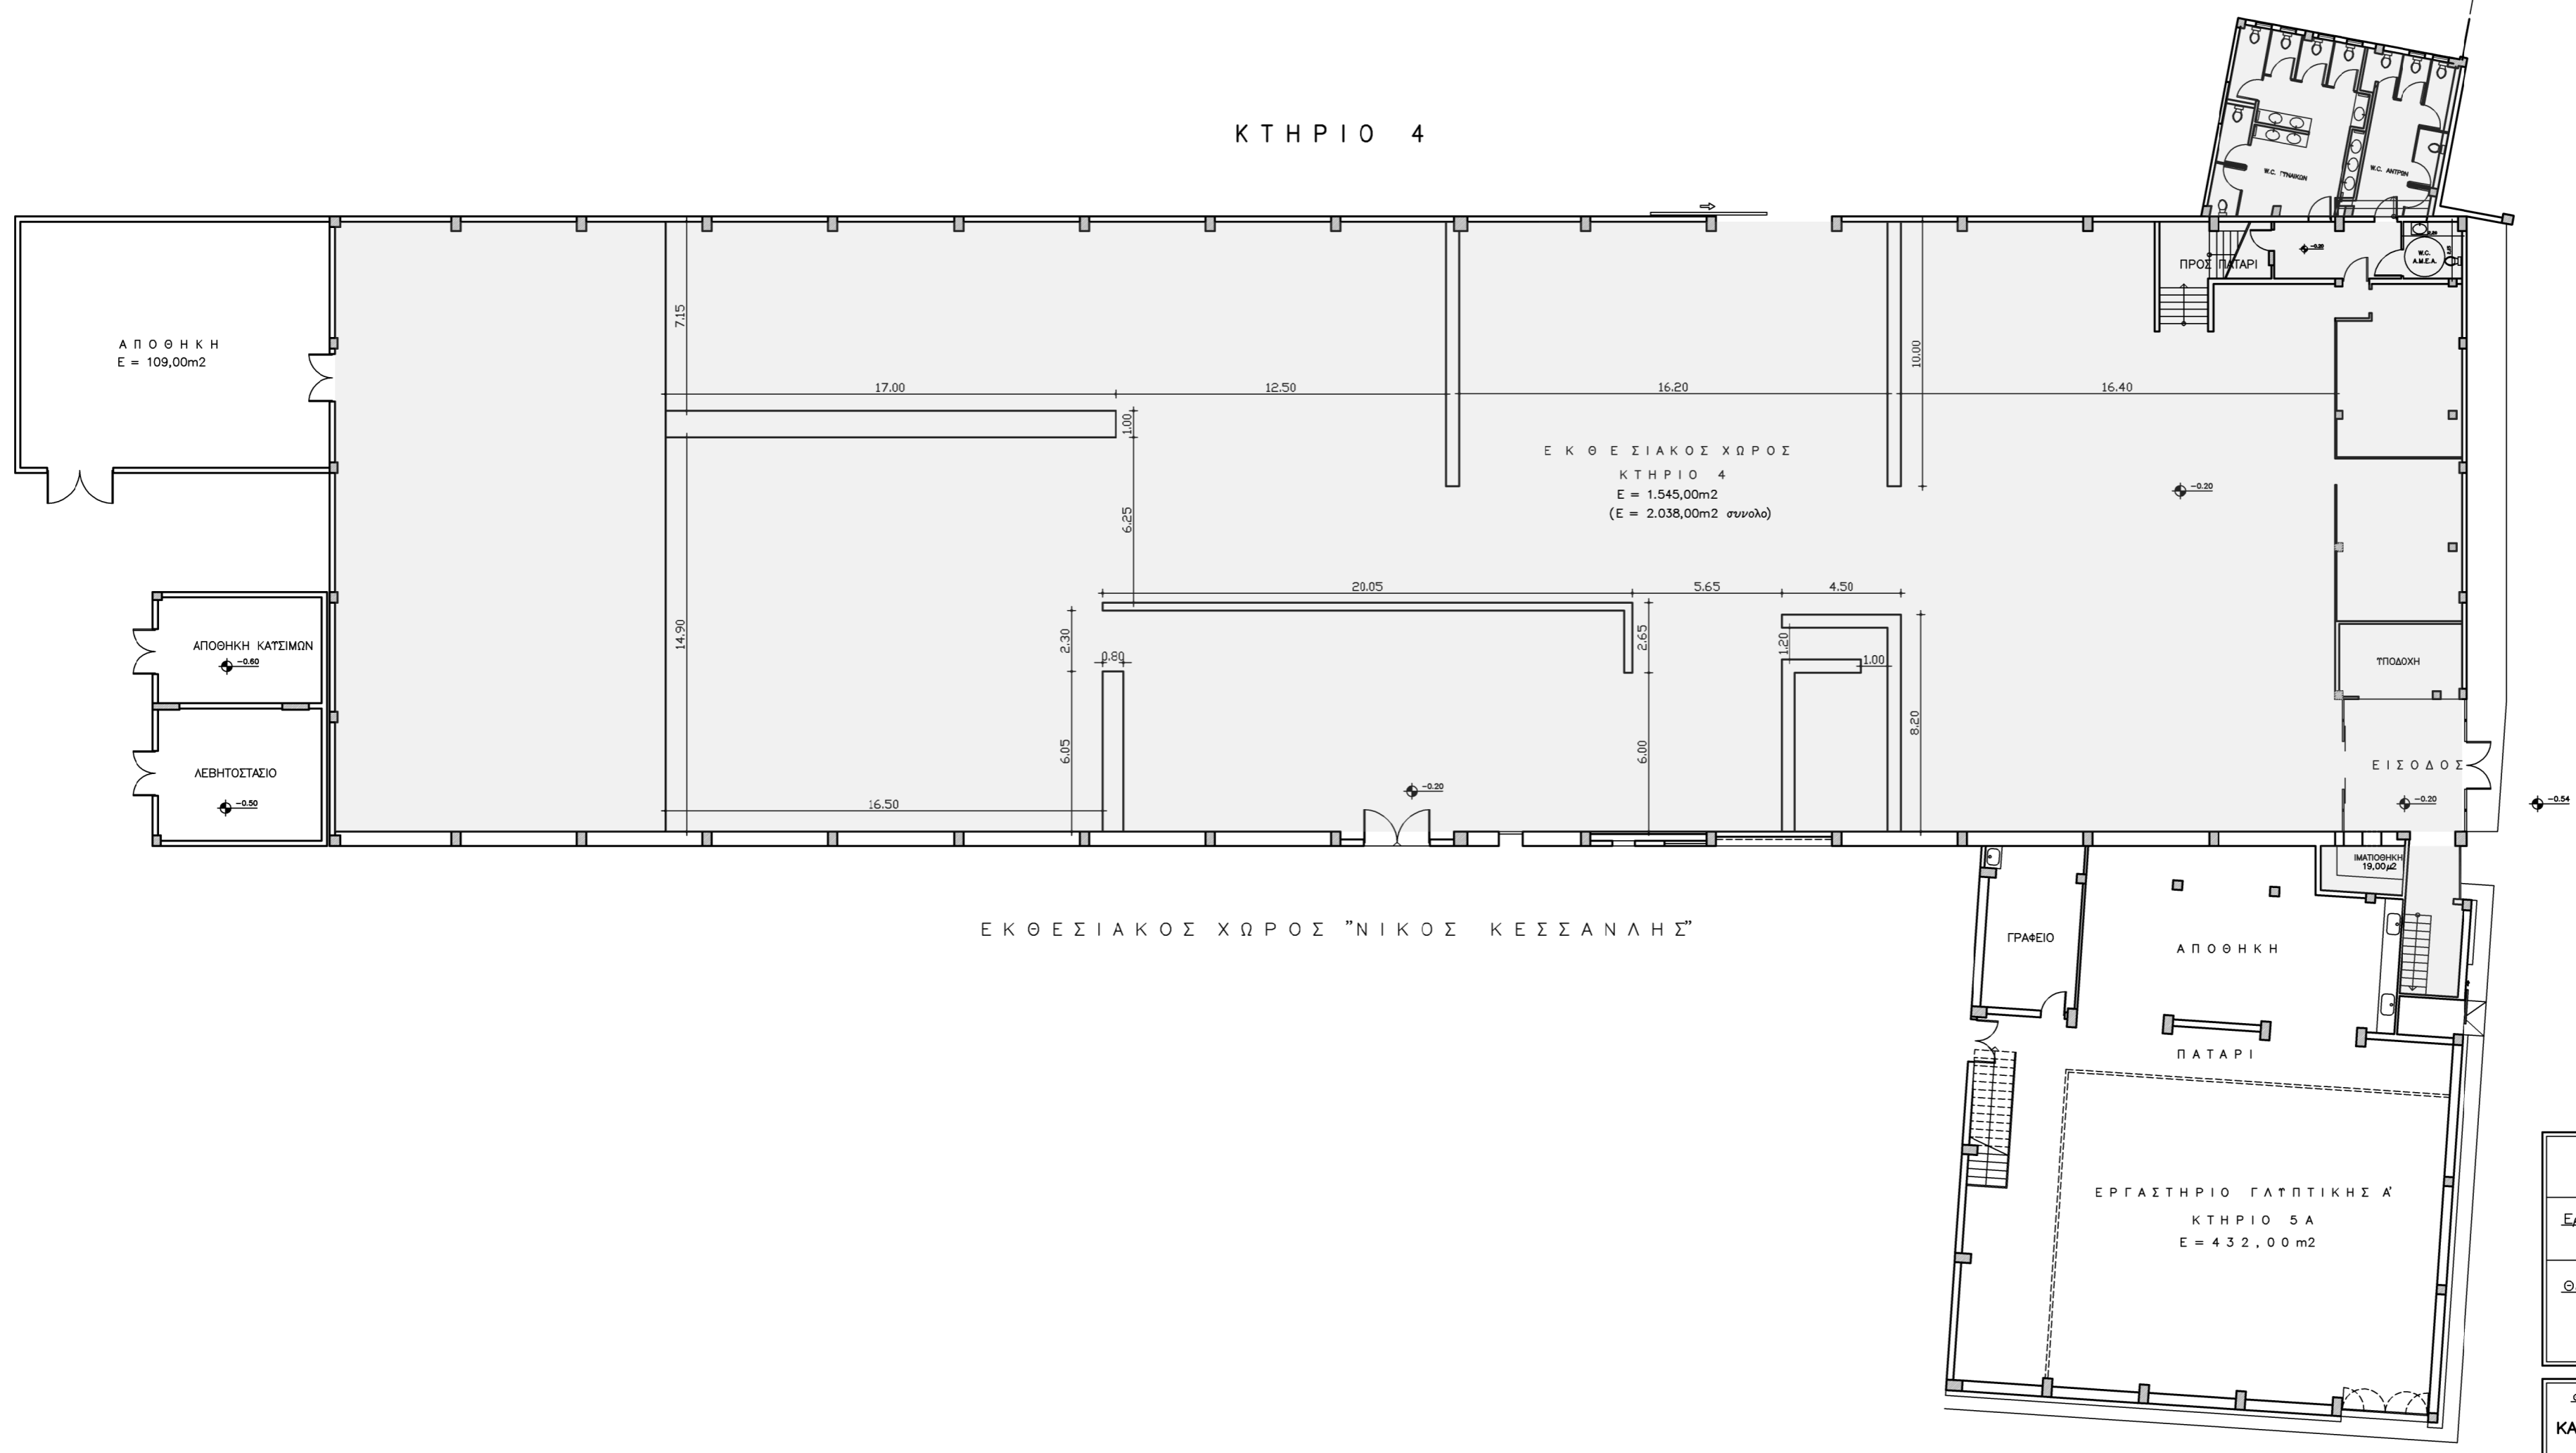 ΚΤΗΡΙΟ 4
W.C. ΓΥΝΑΙΚΩΝ
W.C. ΑΝΤΡΩΝ
-0.20
ΠΡΟΣ ΠΑΤΑΡΙ
W.C.
Α.Μ.Ε.Α.
7.15
ΑΠΟΘΗΚΗ
Ε = 109,00m2
10.00
17.00
12.50
16.20
16.40
1.00
ΕΚΘΕΣΙΑΚΟΣ ΧΩΡΟΣ
ΚΤΗΡΙΟ 4
Ε = 1.545,00m2
(Ε = 2.038,00m2 συνολο)
-0.20
6.25
20.05
5.65
4.50
14.90
2.30
2.65
1.20
0.80
1.00
ΑΠΟΘΗΚΗ ΚΑΥΣΙΜΩΝ
-0.60
ΥΠΟΔΟΧΗ
8.20
6.05
6.00
ΛΕΒΗΤΟΣΤΑΣΙΟ
-0.50
ΕΙΣΟΔΟΣ
-0.20
-0.20
-0.54
16.50
ΙΜΑΤΙΟΘΗΚΗ
19,00μ2
ΕΚΘΕΣΙΑΚΟΣ ΧΩΡΟΣ "ΝΙΚΟΣ ΚΕΣΣΑΝΛΗΣ"
ΓΡΑΦΕΙΟ
ΑΠΟΘΗΚΗ
ΠΑΤΑΡΙ
ΕΡΓΑΣΤΗΡΙΟ ΓΛΥΠΤΙΚΗΣ Α'
ΚΤΗΡΙΟ 5Α
Ε=432,00m2